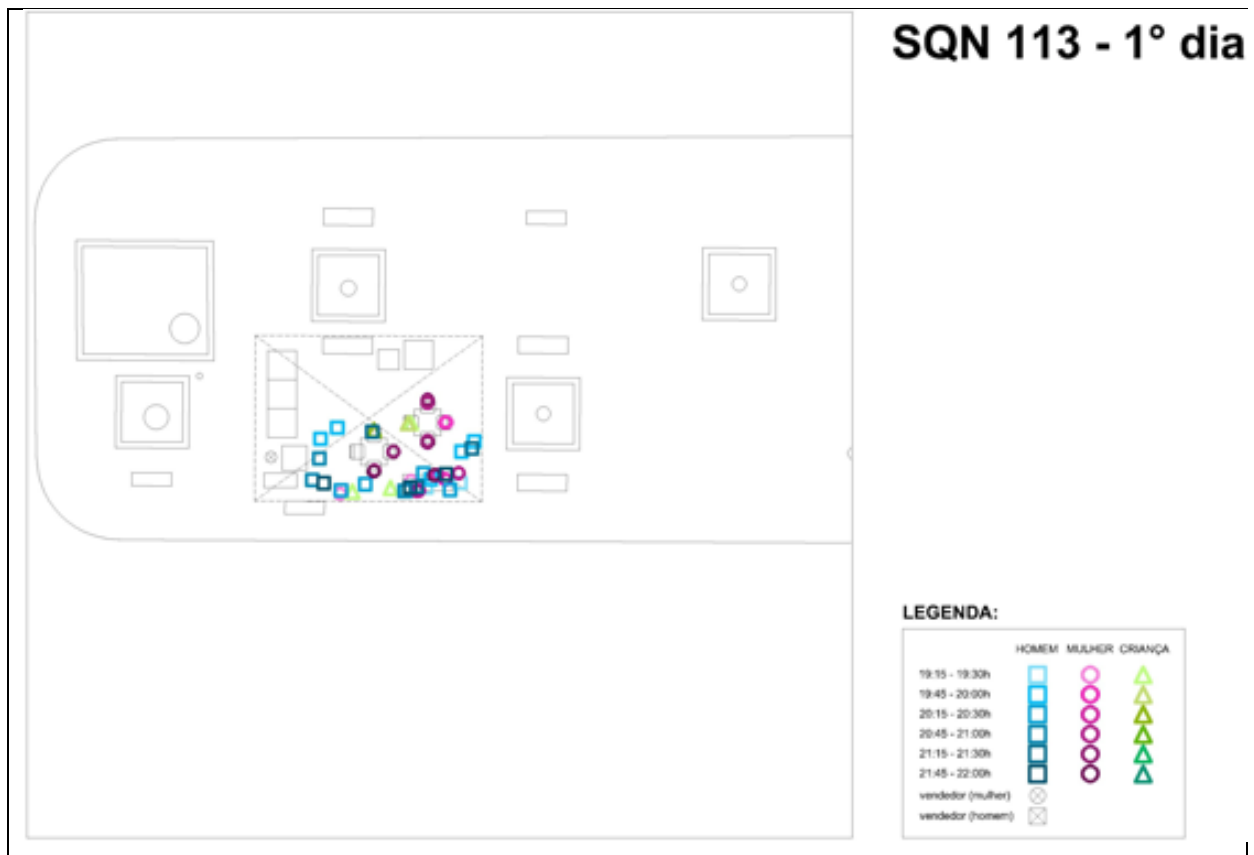 SQN 113 - 1° dia
LEGENDA:
HOMEM MULHER CRIANÇA
19:15 - 19:30h
19:45 - 20:00h
20:15 - 20:30h
20:45 - 21:00h
21:15 - 21:30h
21:45 - 22:00h
vendedor (mulher)
vendedor (homem)